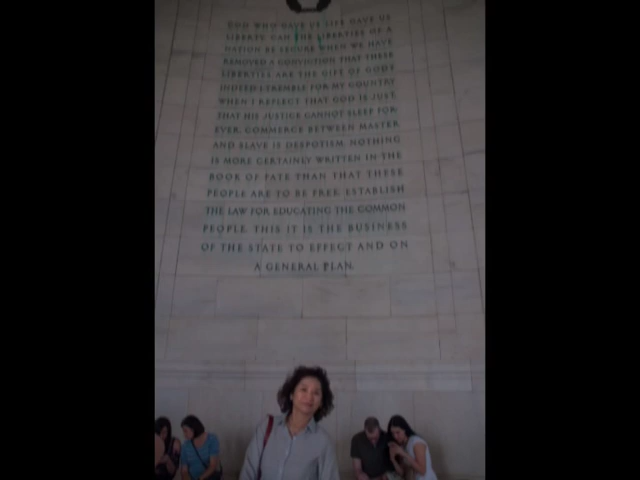 GOD WHO GAVE US LIFE GAVE US
LIBERTY. CAN THE LIBERTIES OF A
NATION BE SECURE WHEN WE HAVE
REMOVED A CONVICTION THAT THESE
LIBERTIES ARE THE GIFT OF GOD?
INDEED I TREMBLE FOR MY COUNTRY
WHEN I REFLECT THAT GOD IS JUST,
THAT HIS JUSTICE CANNOT SLEEP FOR-
EVER. COMMERCE BETWEEN MASTER
AND SLAVE IS DESPOTISM. NOTHING
IS MORE CERTAINLY WRITTEN IN THE
BOOK OF FATE THAN THAT THESE
PEOPLE ARE TO BE FREE. ESTABLISH
THE LAW FOR EDUCATING THE COMMON
PEOPLE. THIS IT IS THE BUSINESS
OF THE STATE TO EFFECT AND ON
A GENERAL PLAN.